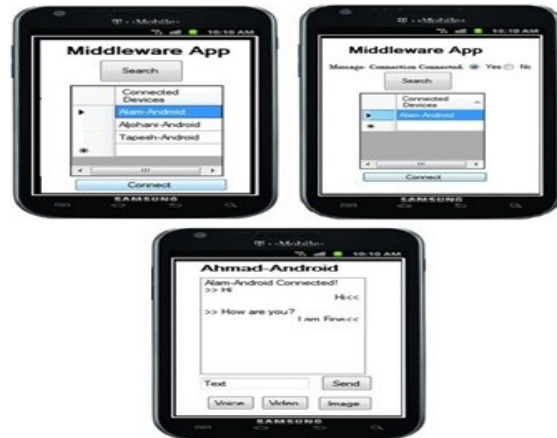 T··Mobile·
10:10 AM
Middleware App
Search
Connected
Devices
Alam-Android
Aljohani-Android
Tapesh-Android
Connect
SAMSUNG
T··Mobile·
10:10 AM
Middleware App
Message- Connection Connected. Yes No
Search
Connected
Devices
Alam-Android
Connect
SAMSUNG
T··Mobile·
10:10 AM
Ahmad-Android
Alam-Android Connected!
>> Hi
Hi<<
>> How are you?
I am Fine<<
Text Send
Voice Video Image
SAMSUNG